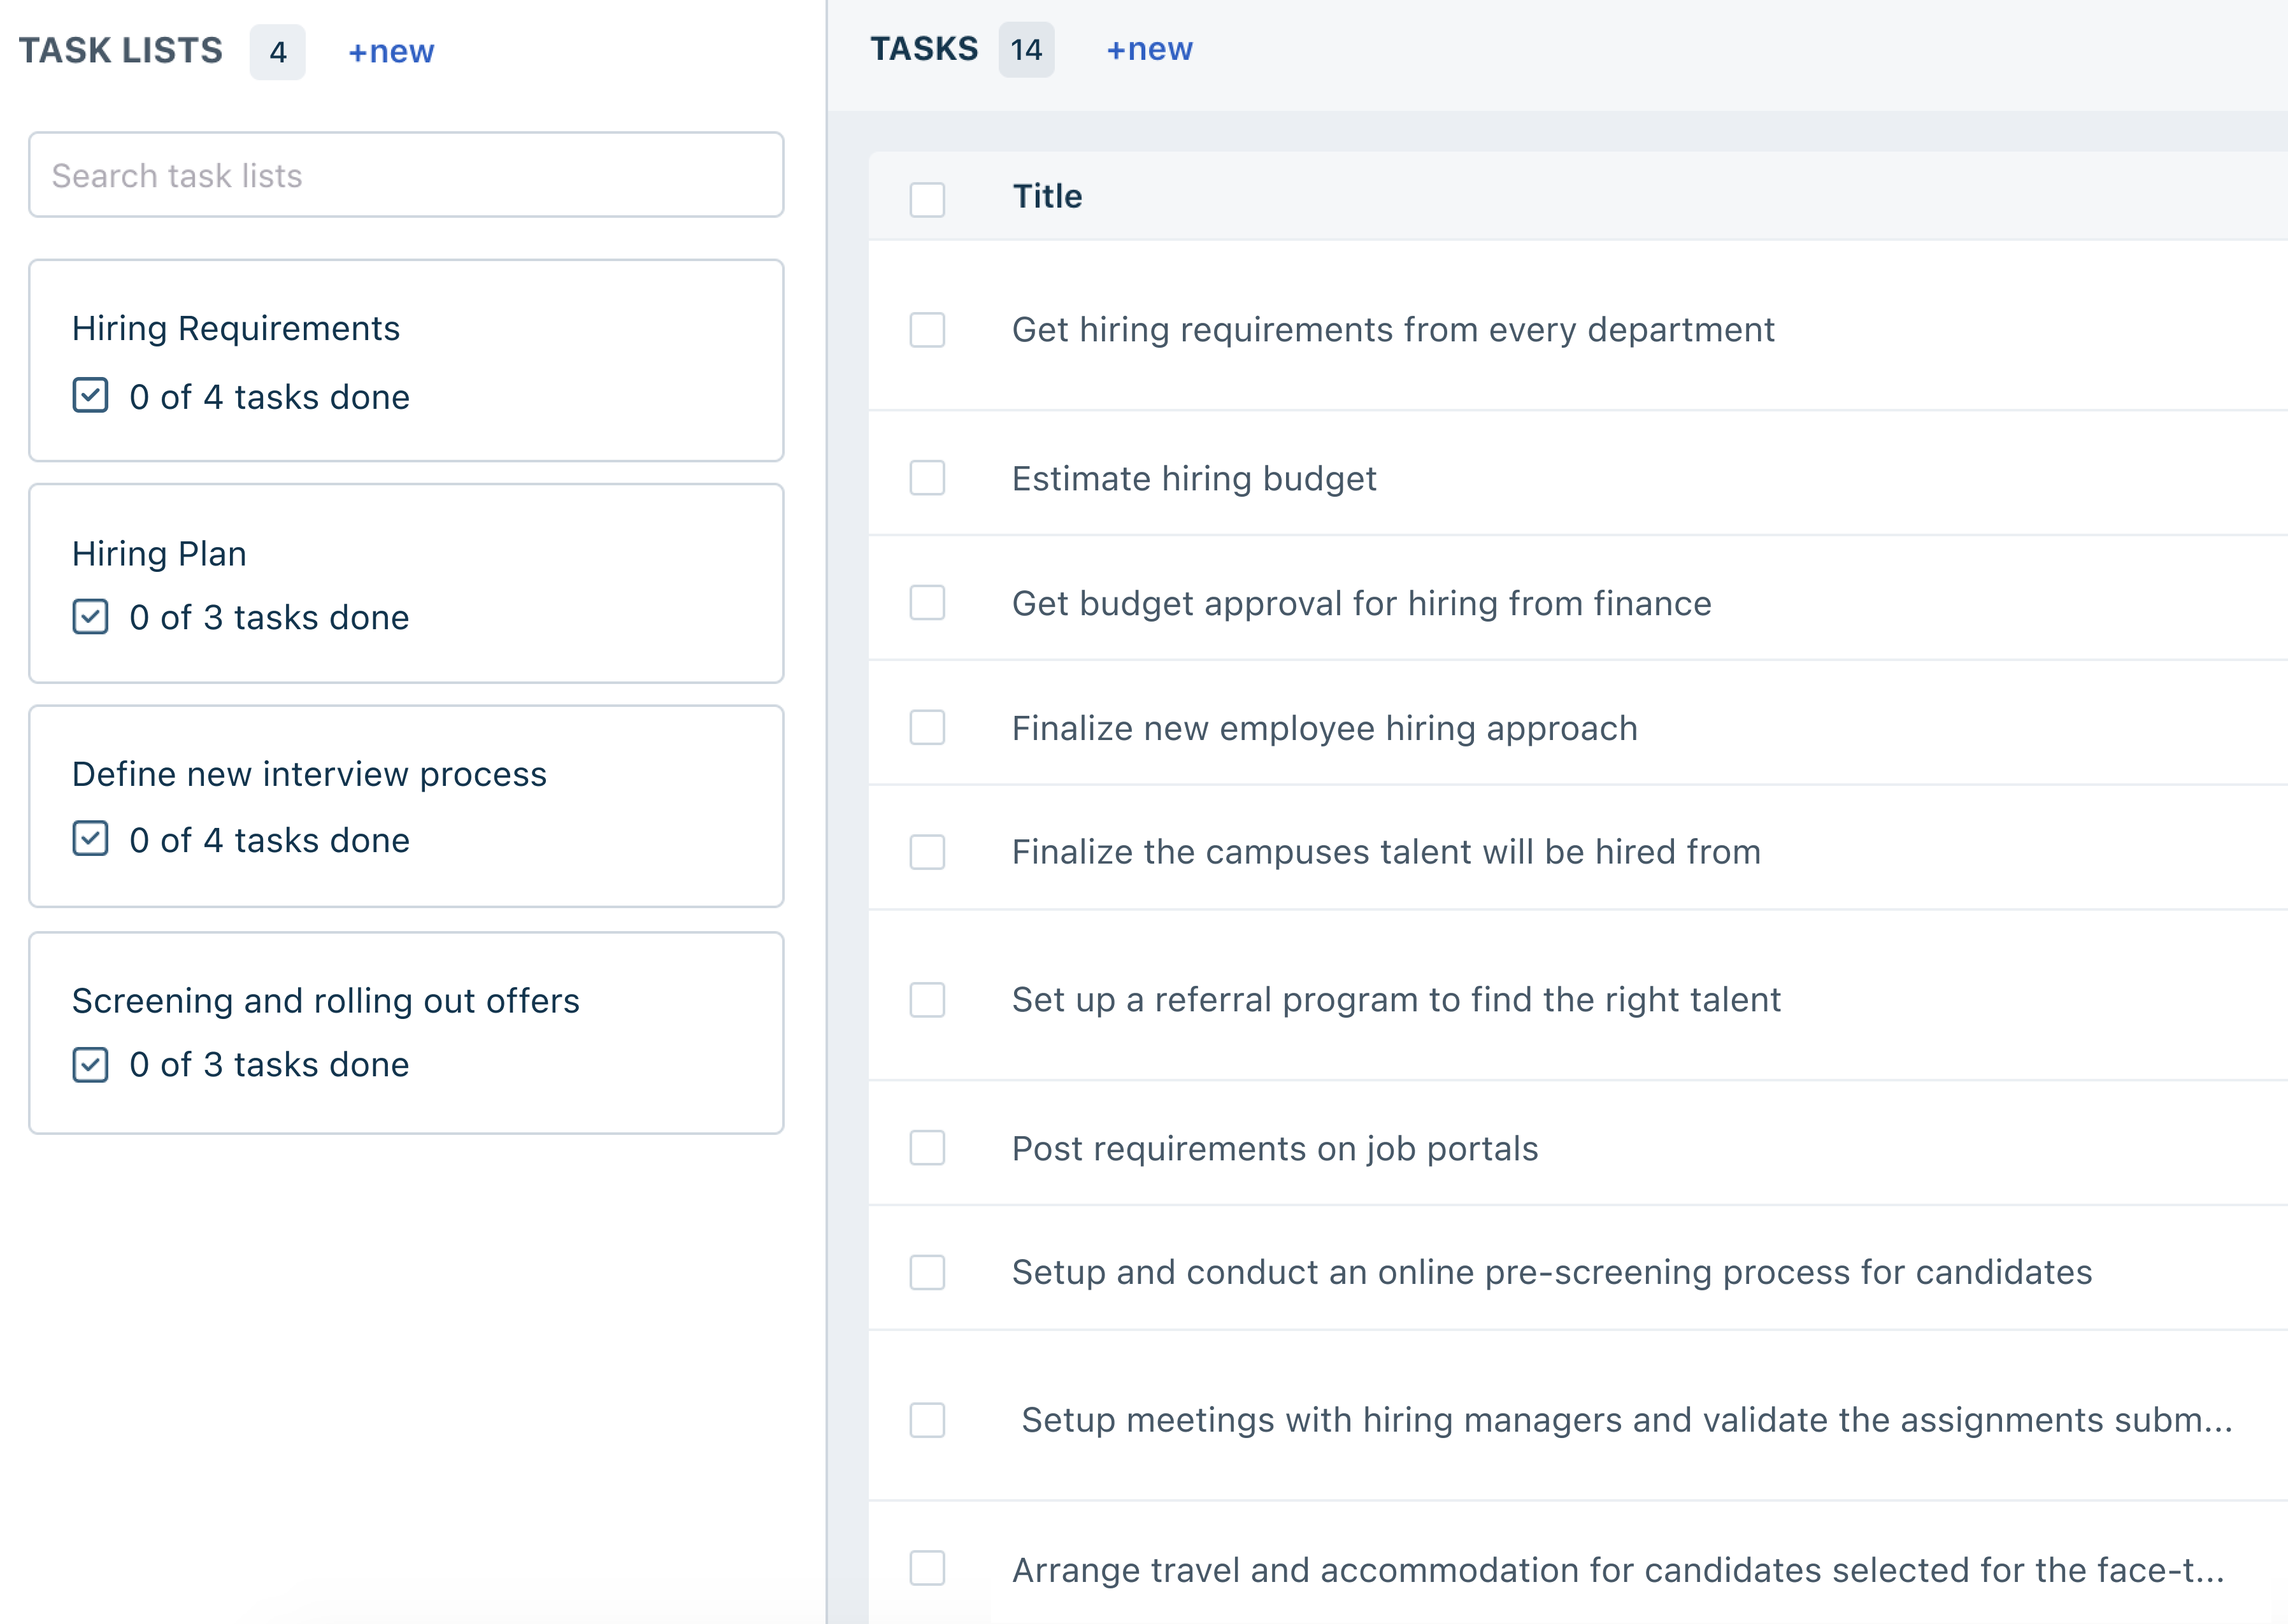 TASK LISTS 4 +new
Search task lists
Hiring Requirements
0 of 4 tasks done
Hiring Plan
0 of 3 tasks done
Define new interview process
0 of 4 tasks done
Screening and rolling out offers
0 of 3 tasks done
TASKS 14 +new
Title
Get hiring requirements from every department
Estimate hiring budget
Get budget approval for hiring from finance
Finalize new employee hiring approach
Finalize the campuses talent will be hired from
Set up a referral program to find the right talent
Post requirements on job portals
Setup and conduct an online pre-screening process for candidates
Setup meetings with hiring managers and validate the assignments subm...
Arrange travel and accommodation for candidates selected for the face-t...